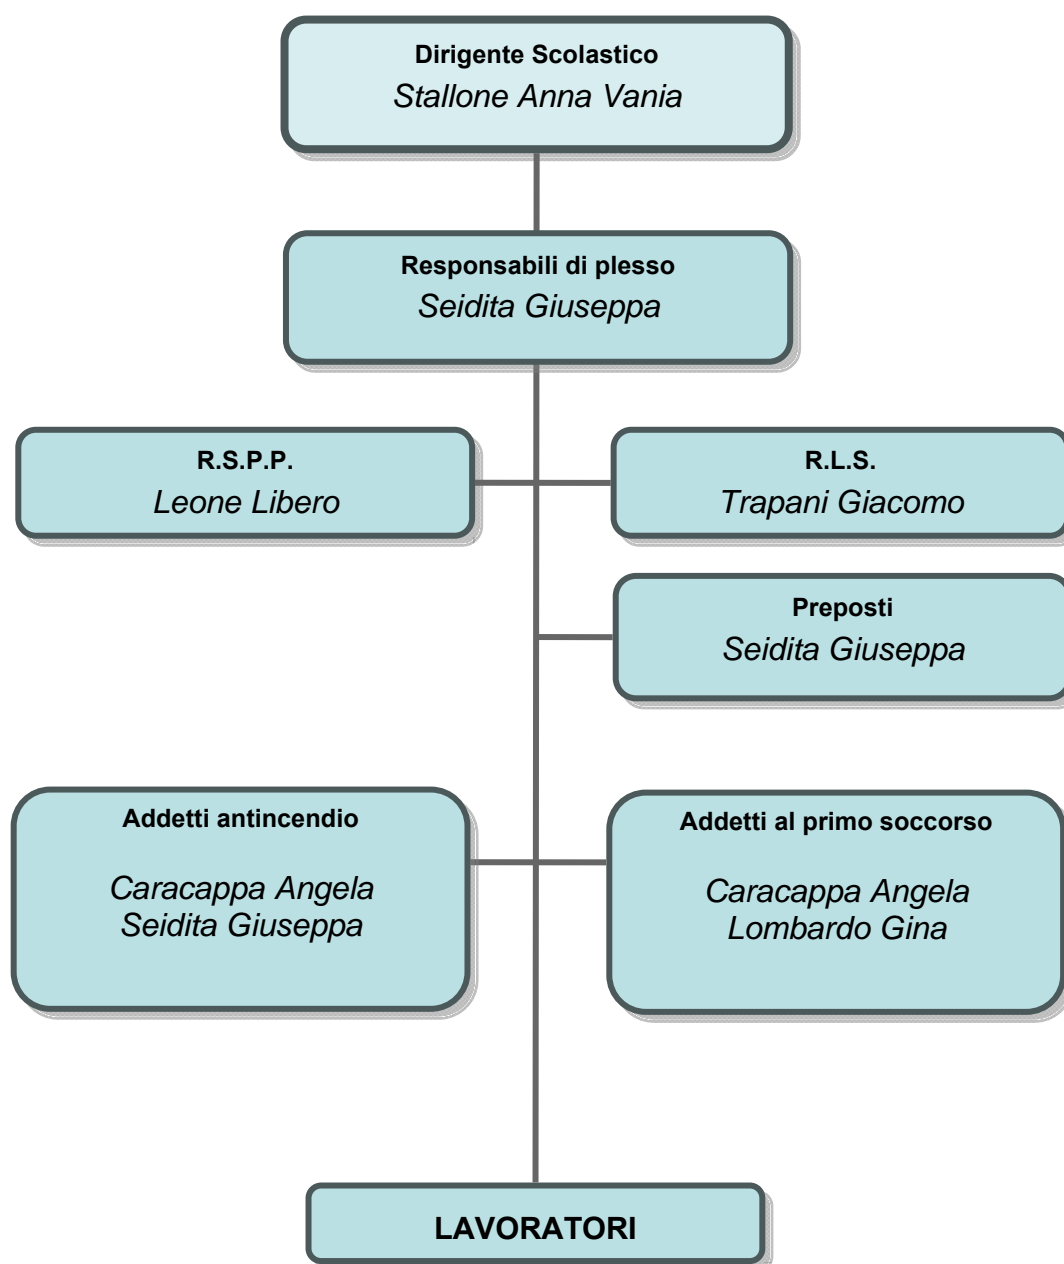 Dirigente Scolastico
Stallone Anna Vania
Responsabili di plesso
Seidita Giuseppa
R.S.P.P.
Leone Libero
R.L.S.
Trapani Giacomo
Preposti
Seidita Giuseppa
Addetti antincendio
Caracappa Angela
Seidita Giuseppa
Addetti al primo soccorso
Caracappa Angela
Lombardo Gina
LAVORATORI